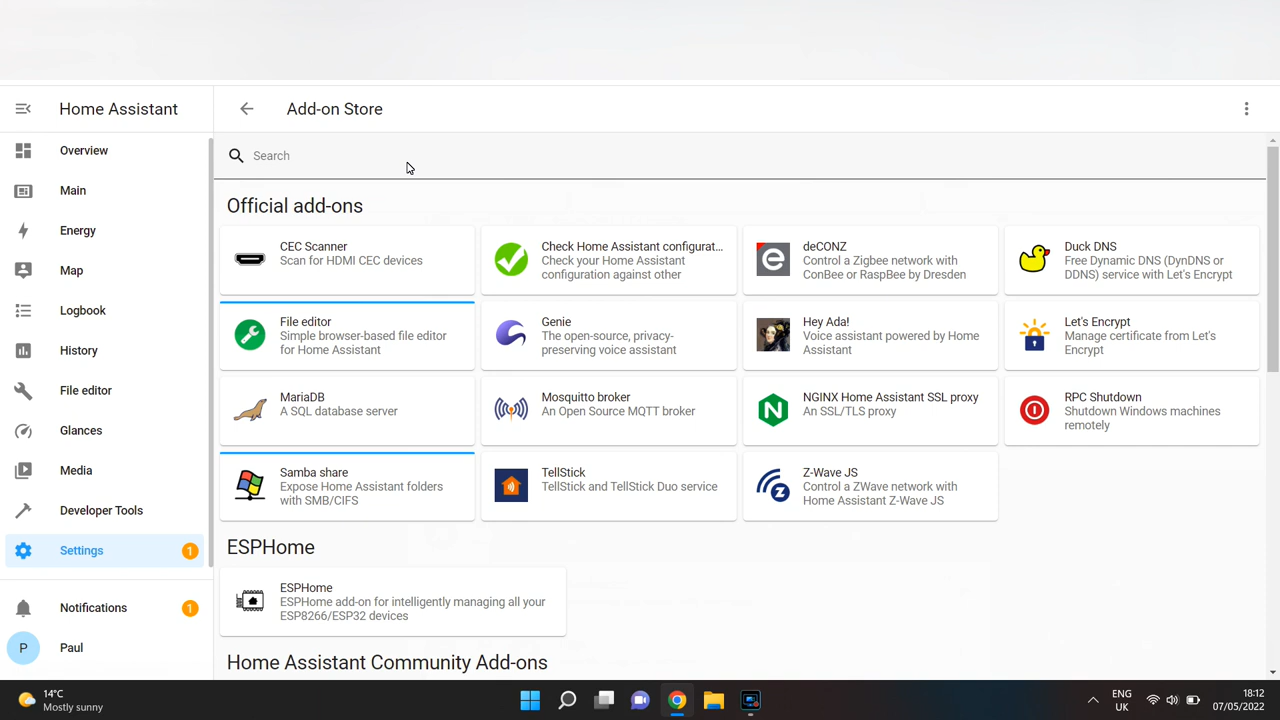 Home Assistant
Add-on Store
Search
Overview
Main
Energy
Map
Logbook
History
File editor
Glances
Media
Developer Tools
Settings
1
Notifications
1
P
Paul
Official add-ons
CEC Scanner
Scan for HDMI CEC devices
Check Home Assistant configurat...
Check your Home Assistant
configuration against other
deCONZ
Control a Zigbee network with
ConBee or RaspBee by Dresden
Duck DNS
Free Dynamic DNS (DynDNS or
DDNS) service with Let's Encrypt
File editor
Simple browser-based file editor
for Home Assistant
Genie
The open-source, privacy-
preserving voice assistant
Hey Ada!
Voice assistant powered by Home
Assistant
Let's Encrypt
Manage certificate from Let's
Encrypt
MariaDB
A SQL database server
Mosquitto broker
An Open Source MQTT broker
N
NGINX Home Assistant SSL proxy
An SSL/TLS proxy
RPC Shutdown
Shutdown Windows machines
remotely
Samba share
Expose Home Assistant folders
with SMB/CIFS
TellStick
TellStick and TellStick Duo service
Z
Z-Wave JS
Control a ZWave network with
Home Assistant Z-Wave JS
ESPHome
ESPHome
ESPHome add-on for intelligently managing all your
ESP8266/ESP32 devices
Home Assistant Community Add-ons
14°C
Mostly sunny
ENG
UK
18:12
07/05/2022